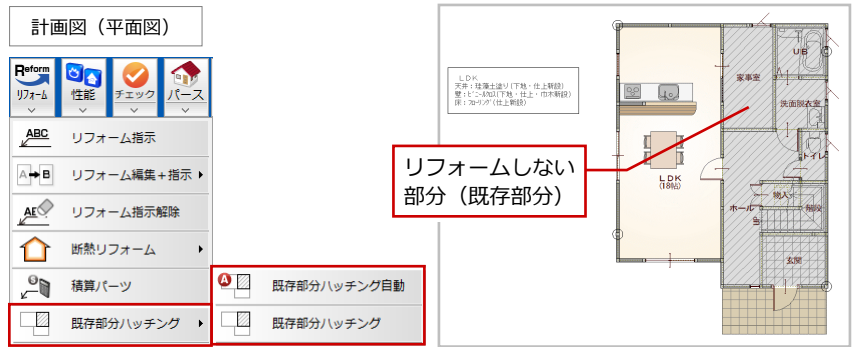 計画図（平面図）
Reform
リフォーム
性能
チェック
パース
ABC
リフォーム指示
A
B
リフォーム編集＋指示
リフォーム指示解除
断熱リフォーム
積算パーツ
既存部分ハッチング
A
既存部分ハッチング自動
既存部分ハッチング
LDK
天井：珪藻土塗り(下地・仕上新設)
壁：ﾋﾞﾆｰﾙｸﾛｽ(下地・仕上・巾木新設)
床：ﾌﾛｰﾘﾝｸﾞ(仕上新設)
リフォームしない
部分（既存部分）
家事室
UB
洗面脱衣室
トイレ
LDK
(18帖)
ホール
物入
階段
UP
玄関